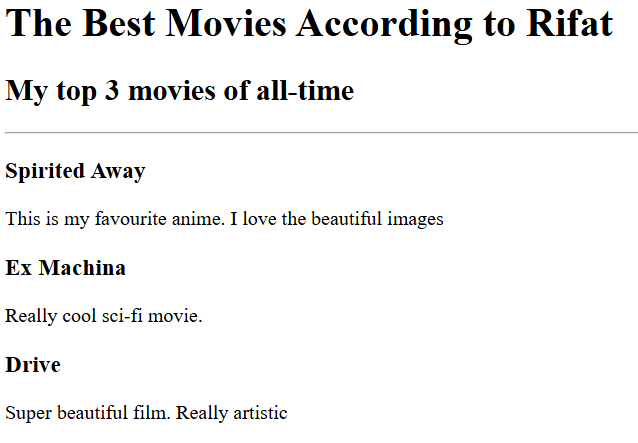 The Best Movies According to Rifat
My top 3 movies of all-time
Spirited Away
This is my favourite anime. I love the beautiful images
Ex Machina
Really cool sci-fi movie.
Drive
Super beautiful film. Really artistic